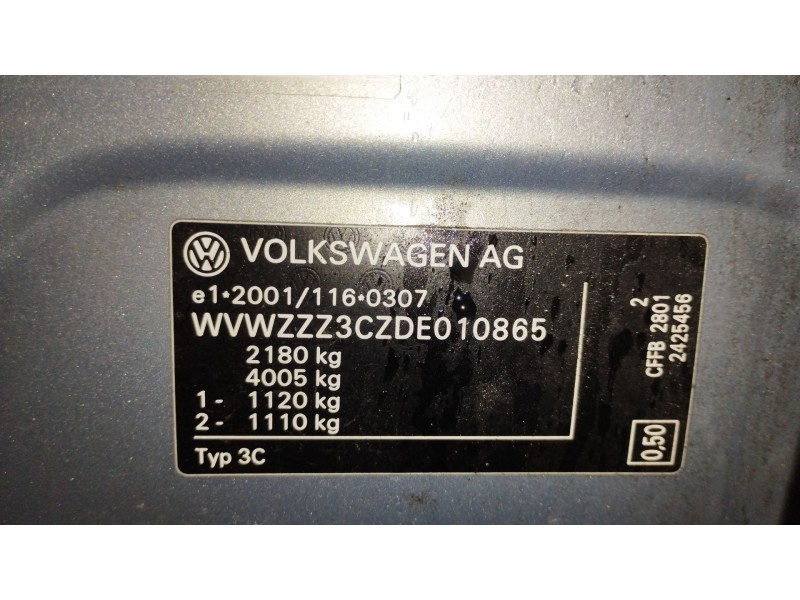 VOLKSWAGEN AG
e1*2001/116*0307
WVWZZZ3CZDE010865
2180 kg
4005 kg
1- 1120 kg
2- 1110 kg
Typ 3C
2
CFFB 2801
2425456
0,50